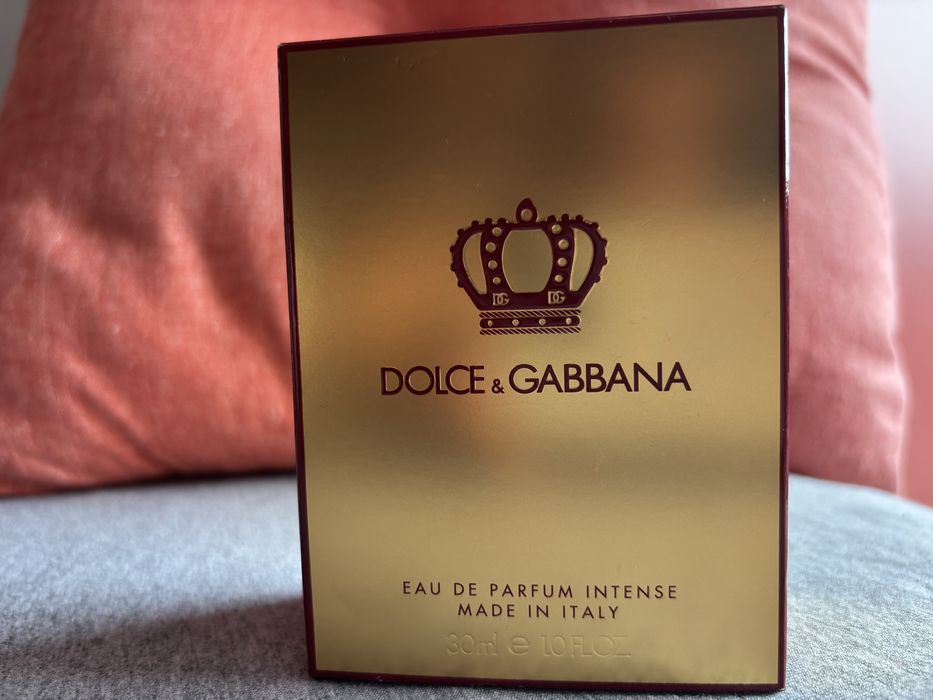 DG DG
DOLCE & GABBANA
EAU DE PARFUM INTENSE
MADE IN ITALY
30ml e 1.0 FL.OZ.